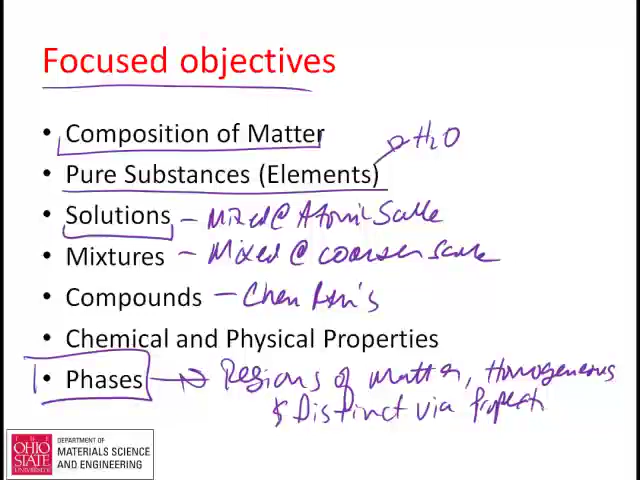 Focused objectives
• Composition of Matter
• Pure Substances (Elements) H₂O
• Solutions - Mixed @ Atomic Scale
• Mixtures - Mixed @ coarser scale
• Compounds - Chem Rxn's
• Chemical and Physical Properties
• Phases → Regions of matter, Homogeneous
& Distinct via Propert
THE
OHIO
STATE
UNIVERSITY
DEPARTMENT OF
MATERIALS SCIENCE
AND ENGINEERING